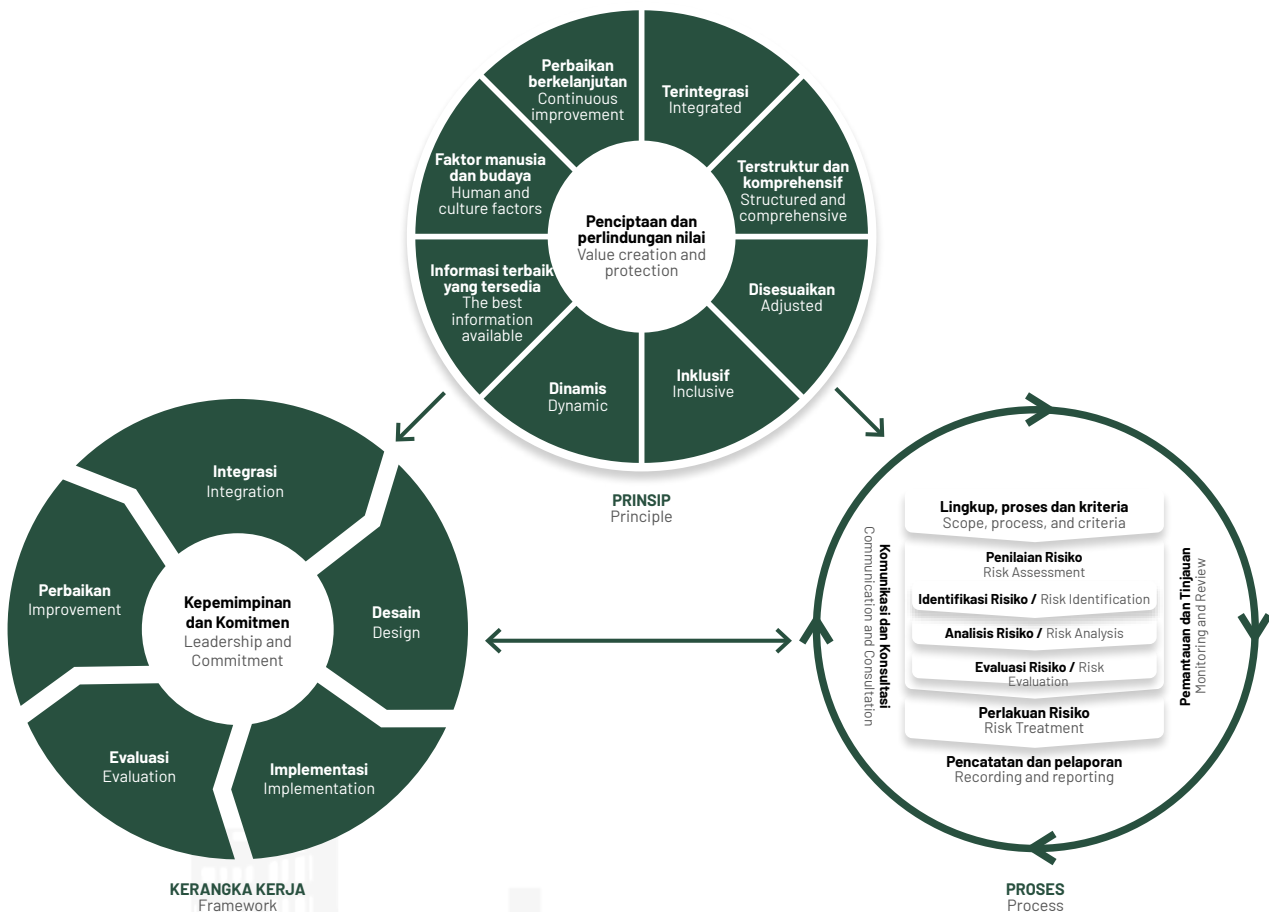 Perbaikan
berkelanjutan
Continuous
improvement
Terintegrasi
Integrated
Terstruktur dan
komprehensif
Structured and
comprehensive
Disesuaikan
Adjusted
Inklusif
Inclusive
Dinamis
Dynamic
Informasi terbaik
yang tersedia
The best
information
available
Faktor manusia
dan budaya
Human and
culture factors
Penciptaan dan
perlindungan nilai
Value creation and
protection
PRINSIP
Principle
Integrasi
Integration
Desain
Design
Implementasi
Implementation
Evaluasi
Evaluation
Perbaikan
Improvement
Kepemimpinan
dan Komitmen
Leadership and
Commitment
KERANGKA KERJA
Framework
Komunikasi dan Konsultasi
Communication and Consultation
Lingkup, proses dan kriteria
Scope, process, and criteria
Penilaian Risiko
Risk Assessment
Identifikasi Risiko / Risk Identification
Analisis Risiko / Risk Analysis
Evaluasi Risiko / Risk
Evaluation
Perlakuan Risiko
Risk Treatment
Pencatatan dan pelaporan
Recording and reporting
Pemantauan dan Tinjauan
Monitoring and Review
PROSES
Process